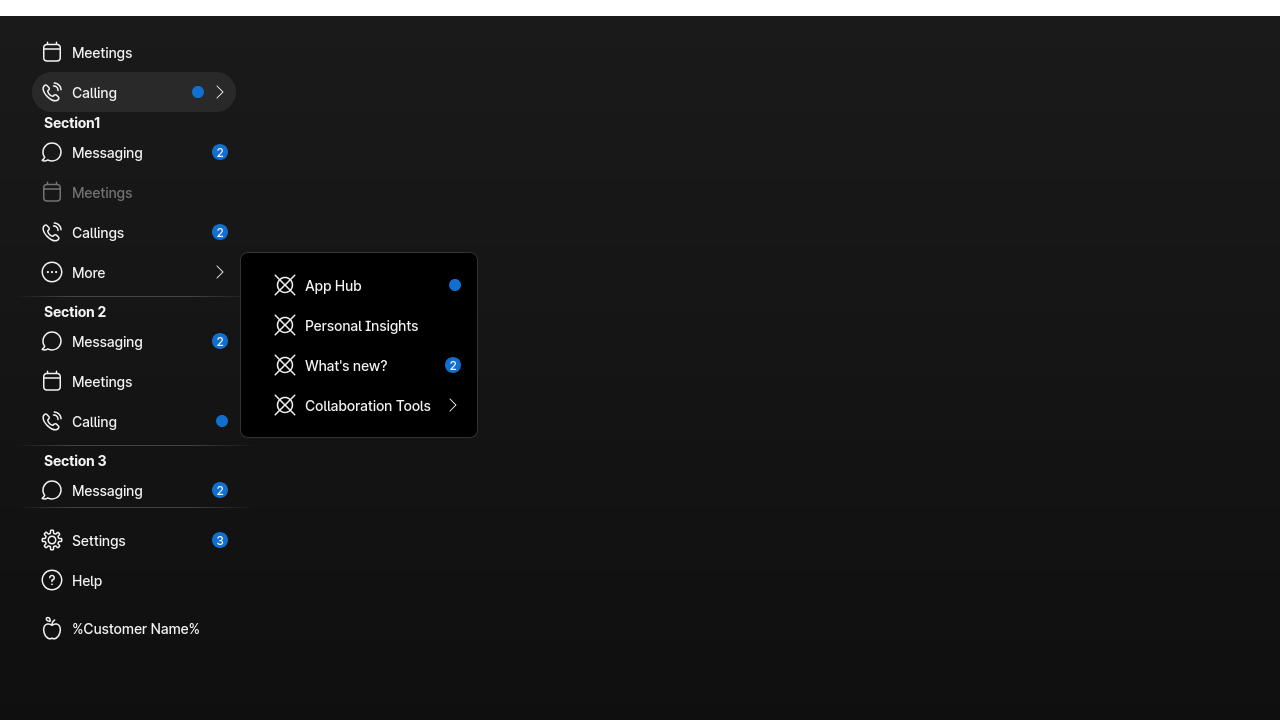 Meetings
Calling
Section1
Messaging 2
Meetings
Callings 2
More
App Hub
Personal Insights
What's new? 2
Collaboration Tools
Section 2
Messaging 2
Meetings
Calling
Section 3
Messaging 2
Settings 3
Help
%Customer Name%